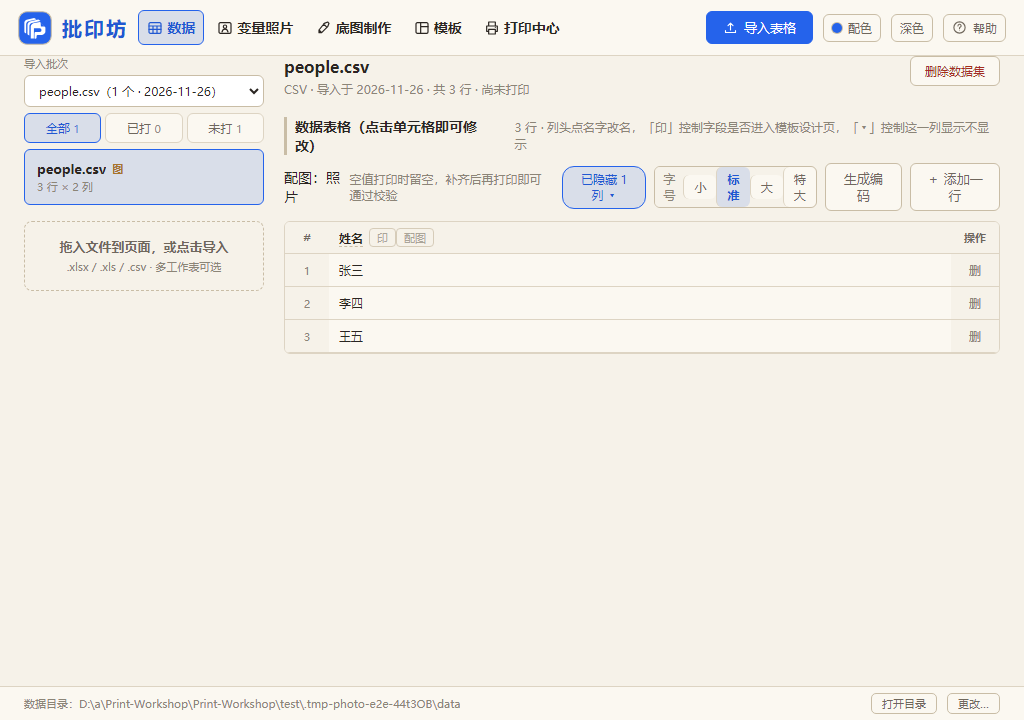 批印坊 数据 变量照片 底图制作 模板 打印中心 导入表格 配色 深色 帮助
导入批次
people.csv（1 个 · 2026-11-26）
全部 1 已打 0 未打 1
people.csv 图
3 行 × 2 列
拖入文件到页面，或点击导入
.xlsx / .xls / .csv · 多工作表可选
people.csv
CSV · 导入于 2026-11-26 · 共 3 行 · 尚未打印
删除数据集
数据表格（点击单元格即可修
改）
3 行 · 列头点名字改名，「印」控制字段是否进入模板设计页，「▾」控制这一列显示不显
示
配图：照
片
空值打印时留空，补齐后再打印即可
通过校验
已隐藏 1
列 ▾
字
号
小
标
准
大
特
大
生成编
码
+ 添加一
行
# 姓名 印 配图 操作
1 张三 删
2 李四 删
3 王五 删
数据目录：D:\a\Print-Workshop\Print-Workshop\test\.tmp-photo-e2e-44t3OB\data
打开目录 更改...